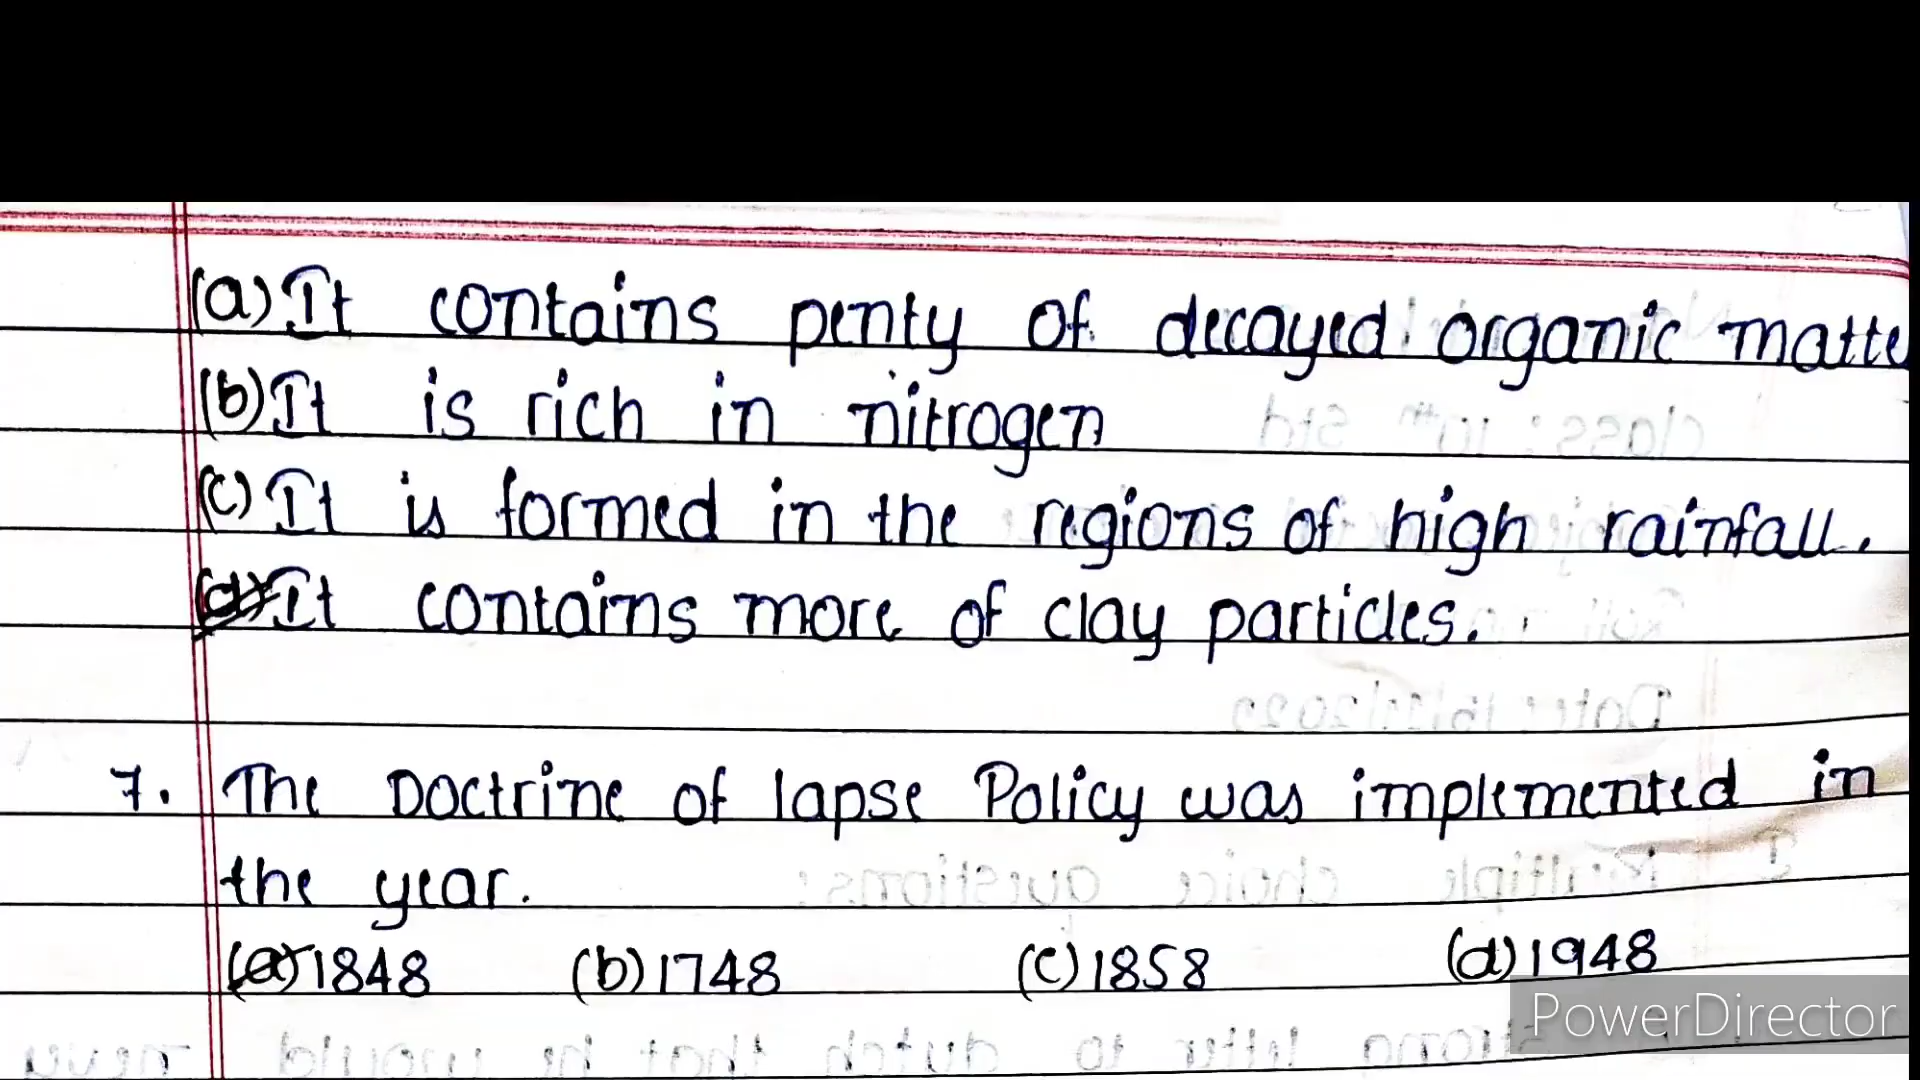 (a) It contains penty of decayed organic matte
(b) It is rich in nitrogen
(c) It is formed in the regions of high rainfall.
(d) It contains more of clay particles.
7. The Doctrine of lapse Policy was implemented in
the year.
(a) 1848 (b) 1748 (c) 1858 (d) 1948
PowerDirector